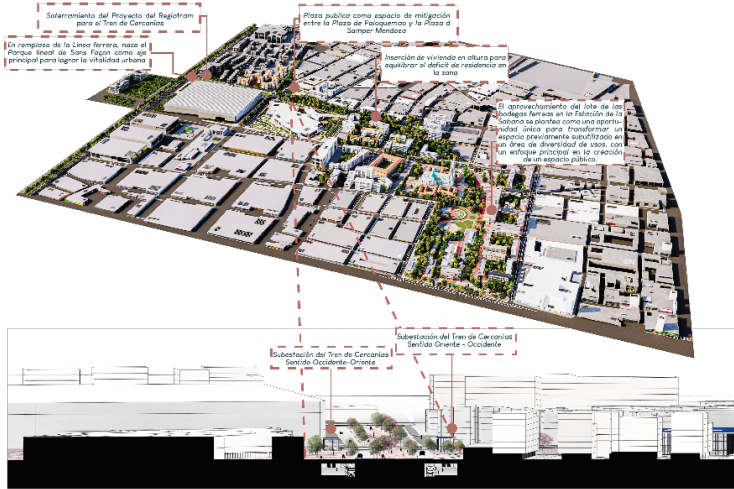 Soterramiento del Proyecto del Regiotram
para el Tren de Cercanías
Plaza publica como espacio de mitigación
entre la Plaza de Paloquemao y la Plaza d
Samper Mendoza
En remplazo de la Linea ferrera, nace el
Parque lineal de Sans Façon como eje
principal para lograr la vitalidad urbana
Inserción de vivienda en altura para
equilibrar el deficit de residencia en
la zona
El aprovechamiento del lote de las
bodegas ferreas en la Estación de la
Sabana se plantea como una oportu-
nidad única para transformar un
espacio previamente subutilizado en
un área de diversidad de usos, con
un enfoque principal en la creación
de un espacio público.
Subestación del Tren de Cercanías
Sentido Oriente - Occidente
Subestación del Tren de Cercanías
Sentido Occidente-Oriente